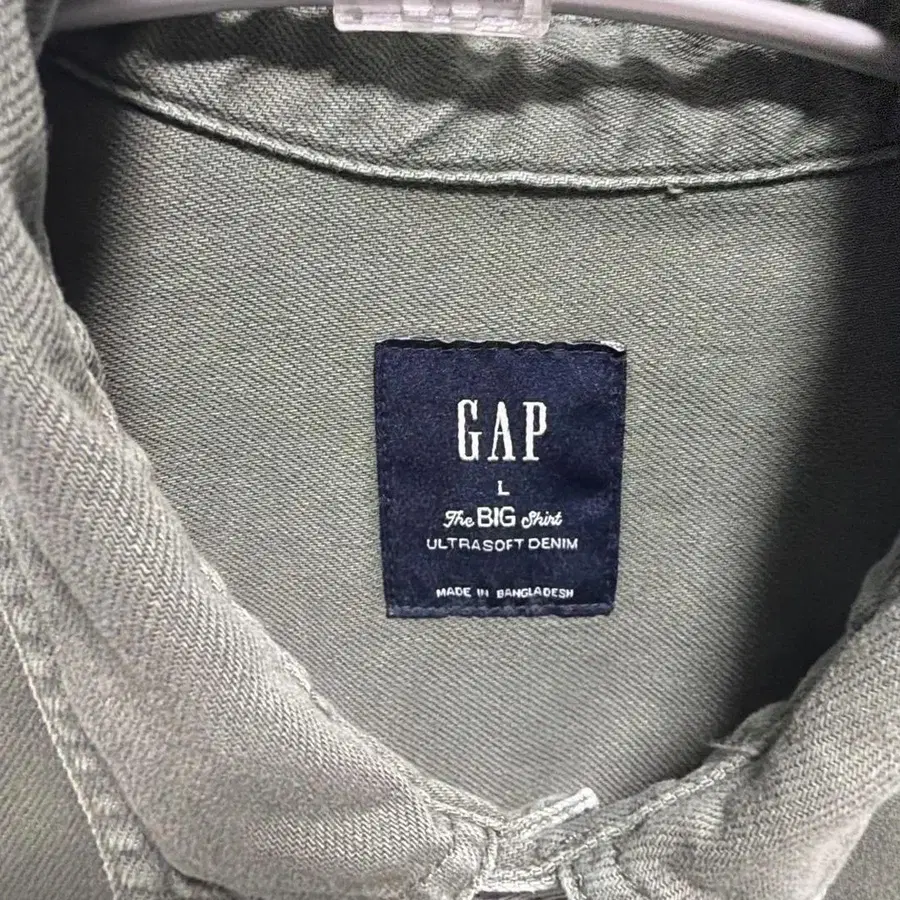 GAP
L
The BIG Shirt
ULTRASOFT DENIM
MADE IN BANGLADESH